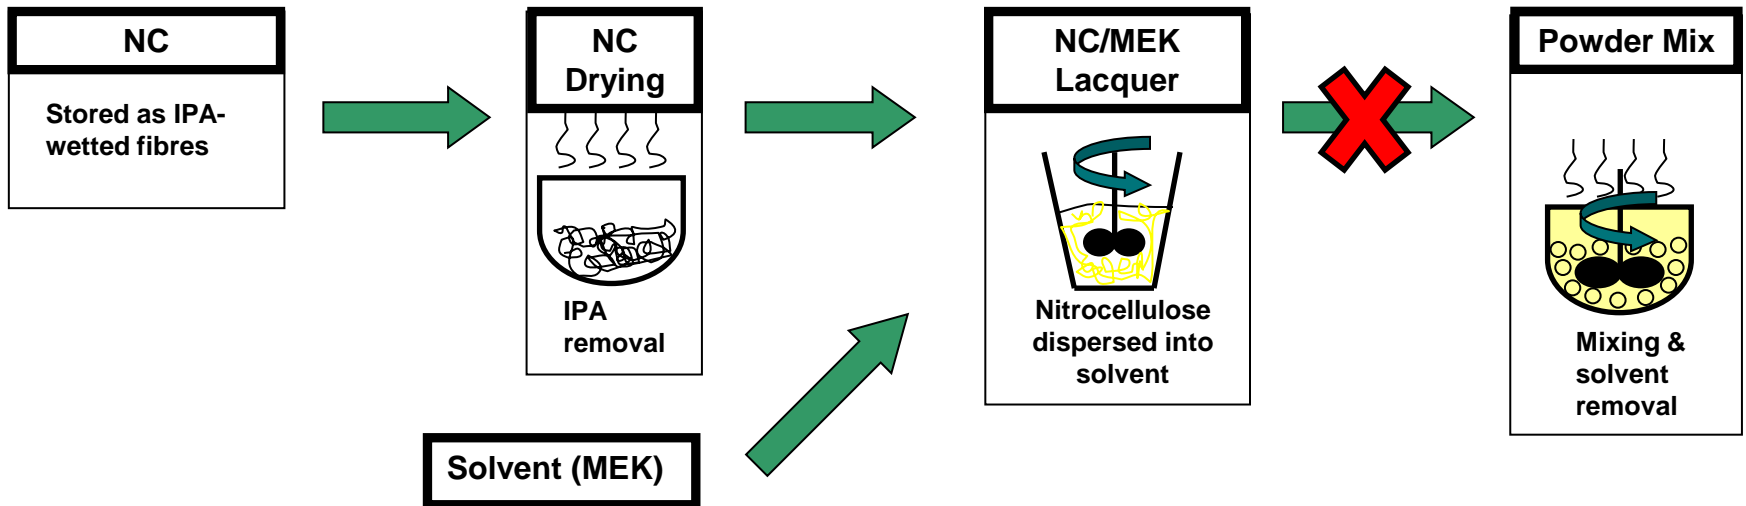 NC
Stored as IPA-
wetted fibres
NC
Drying
IPA
removal
Solvent (MEK)
NC/MEK
Lacquer
Nitrocellulose
dispersed into
solvent
Powder Mix
Mixing &
solvent
removal